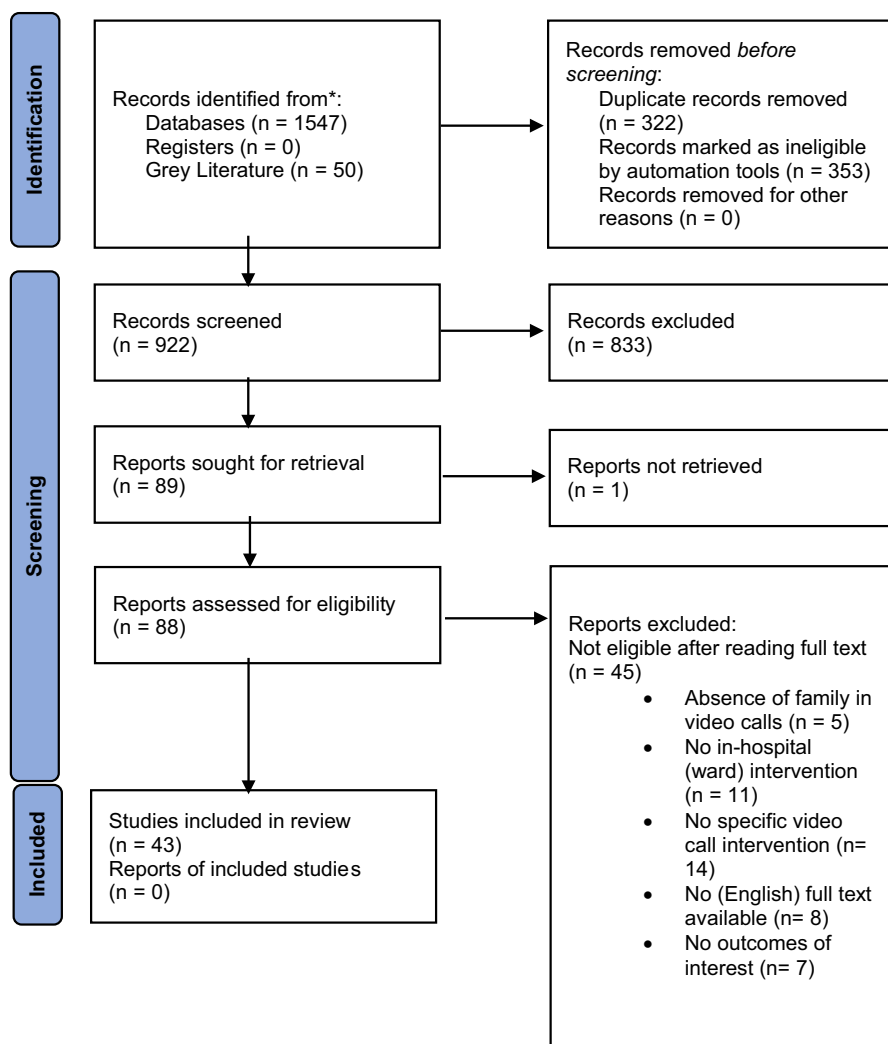 Identification
Records identified from*:
Databases (n = 1547)
Registers (n = 0)
Grey Literature (n = 50)
Records removed before
screening:
Duplicate records removed
(n = 322)
Records marked as ineligible
by automation tools (n = 353)
Records removed for other
reasons (n = 0)
Screening
Records screened
(n = 922)
Records excluded
(n = 833)
Reports sought for retrieval
(n = 89)
Reports not retrieved
(n = 1)
Reports assessed for eligibility
(n = 88)
Reports excluded:
Not eligible after reading full text
(n = 45)
• Absence of family in
video calls (n = 5)
• No in-hospital
(ward) intervention
(n = 11)
• No specific video
call intervention (n=
14)
• No (English) full text
available (n= 8)
• No outcomes of
interest (n= 7)
Included
Studies included in review
(n = 43)
Reports of included studies
(n = 0)